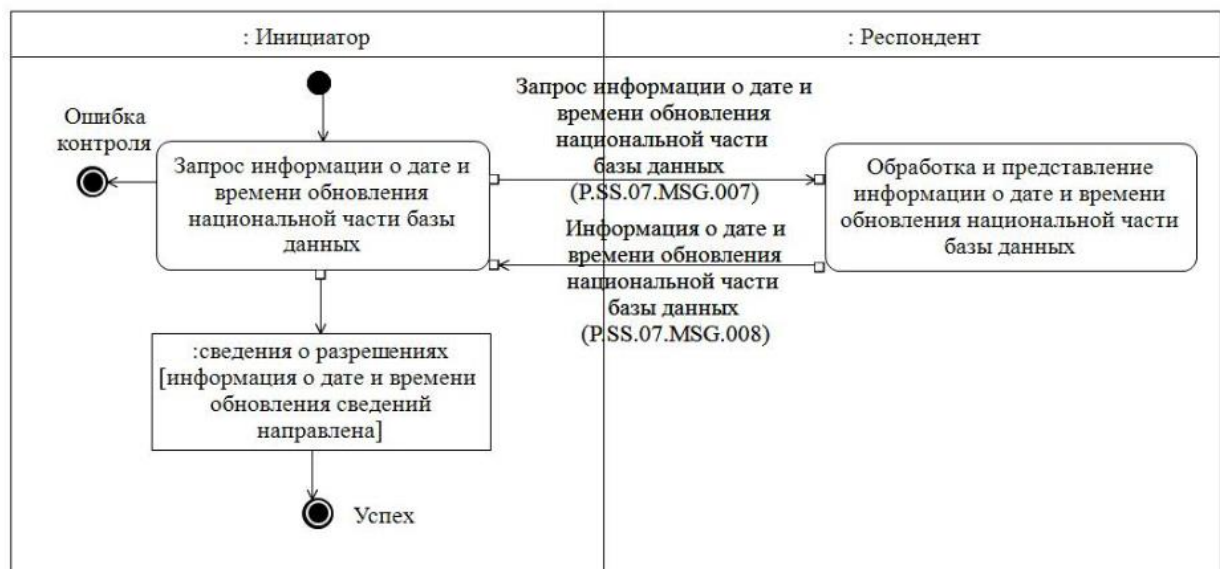 : Инициатор
: Респондент
Ошибка
контроля
Запрос информации о дате и
времени обновления
национальной части базы
данных
Запрос информации о дате и
времени обновления
национальной части
базы данных
(P.SS.07.MSG.007)
Обработка и представление
информации о дате и времени
обновления национальной части
базы данных
Информация о дате и
времени обновления
национальной части
базы данных
(P.SS.07.MSG.008)
:сведения о разрешениях
[информация о дате и времени
обновления сведений
направлена]
Успех